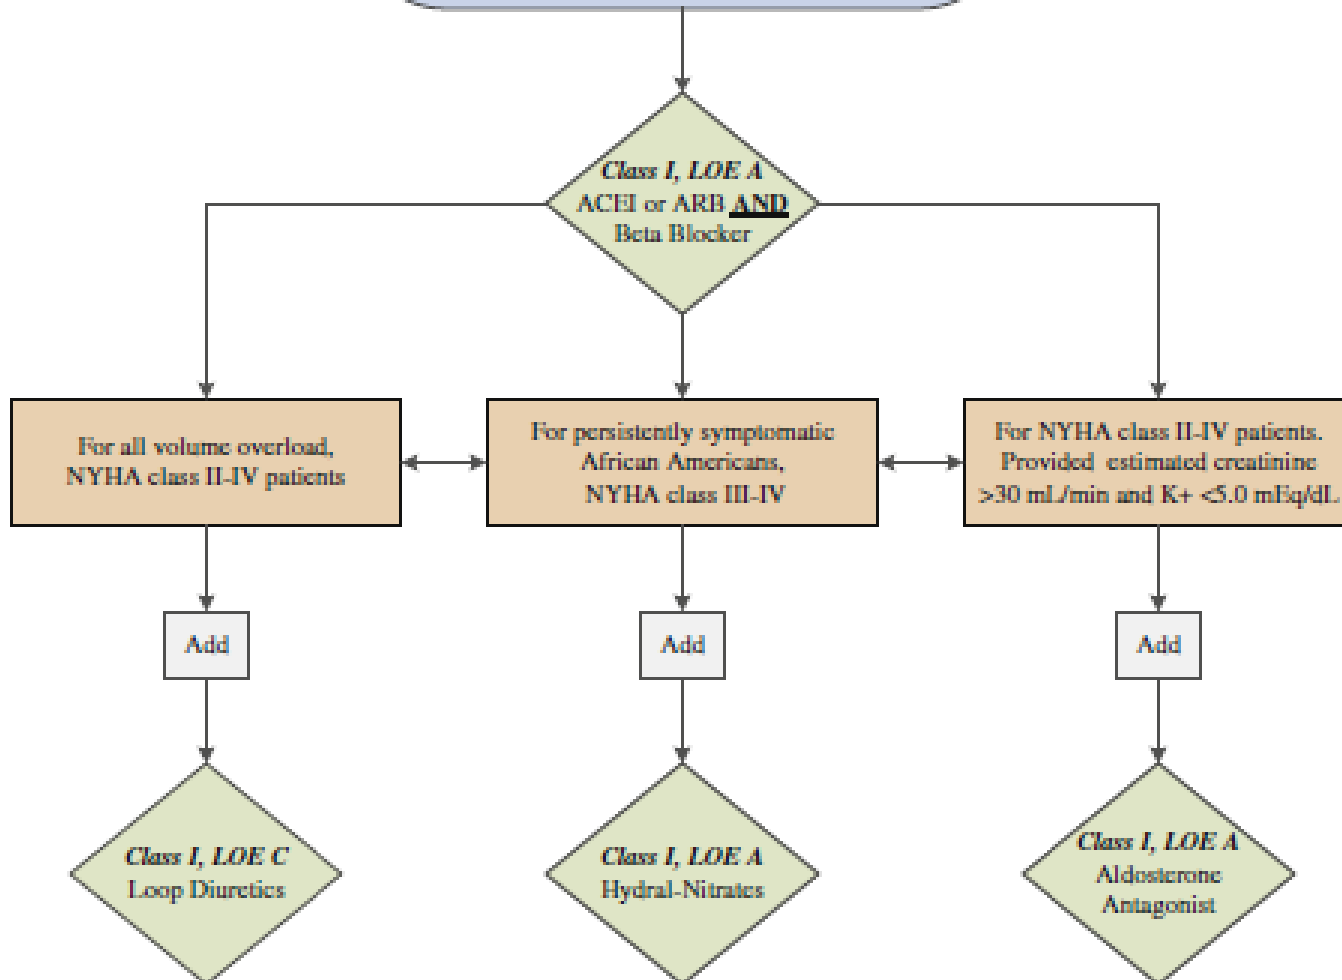 Class I, LOE A
ACEI or ARB AND
Beta Blocker
For all volume overload,
NYHA class II-IV patients
For persistently symptomatic
African Americans,
NYHA class III-IV
For NYHA class II-IV patients.
Provided estimated creatinine
>30 mL/min and K+ <5.0 mEq/dL
Add
Add
Add
Class I, LOE C
Loop Diuretics
Class I, LOE A
Hydral-Nitrates
Class I, LOE A
Aldosterone
Antagonist